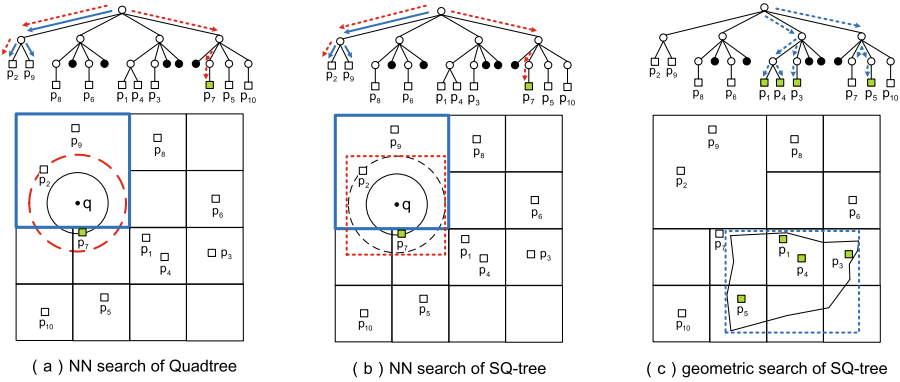 p2 p9 p8 p6 p1 p4 p3 p7 p5 p10
p2 p9 p8 p6 p1 p4 p3 p7 p5 p10
p2 p9 p8 p6 p1 p4 p3 p5 p10
p9 p8
p2
q
p6
p7 p1
p4 p3
p5
p10
p9 p8
p2
q
p6
p7 p1
p4 p3
p5
p10
p9 p8
p2
p6
p1
p4 p3
p5
p10
( a ) NN search of Quadtree
( b ) NN search of SQ-tree
( c ) geometric search of SQ-tree